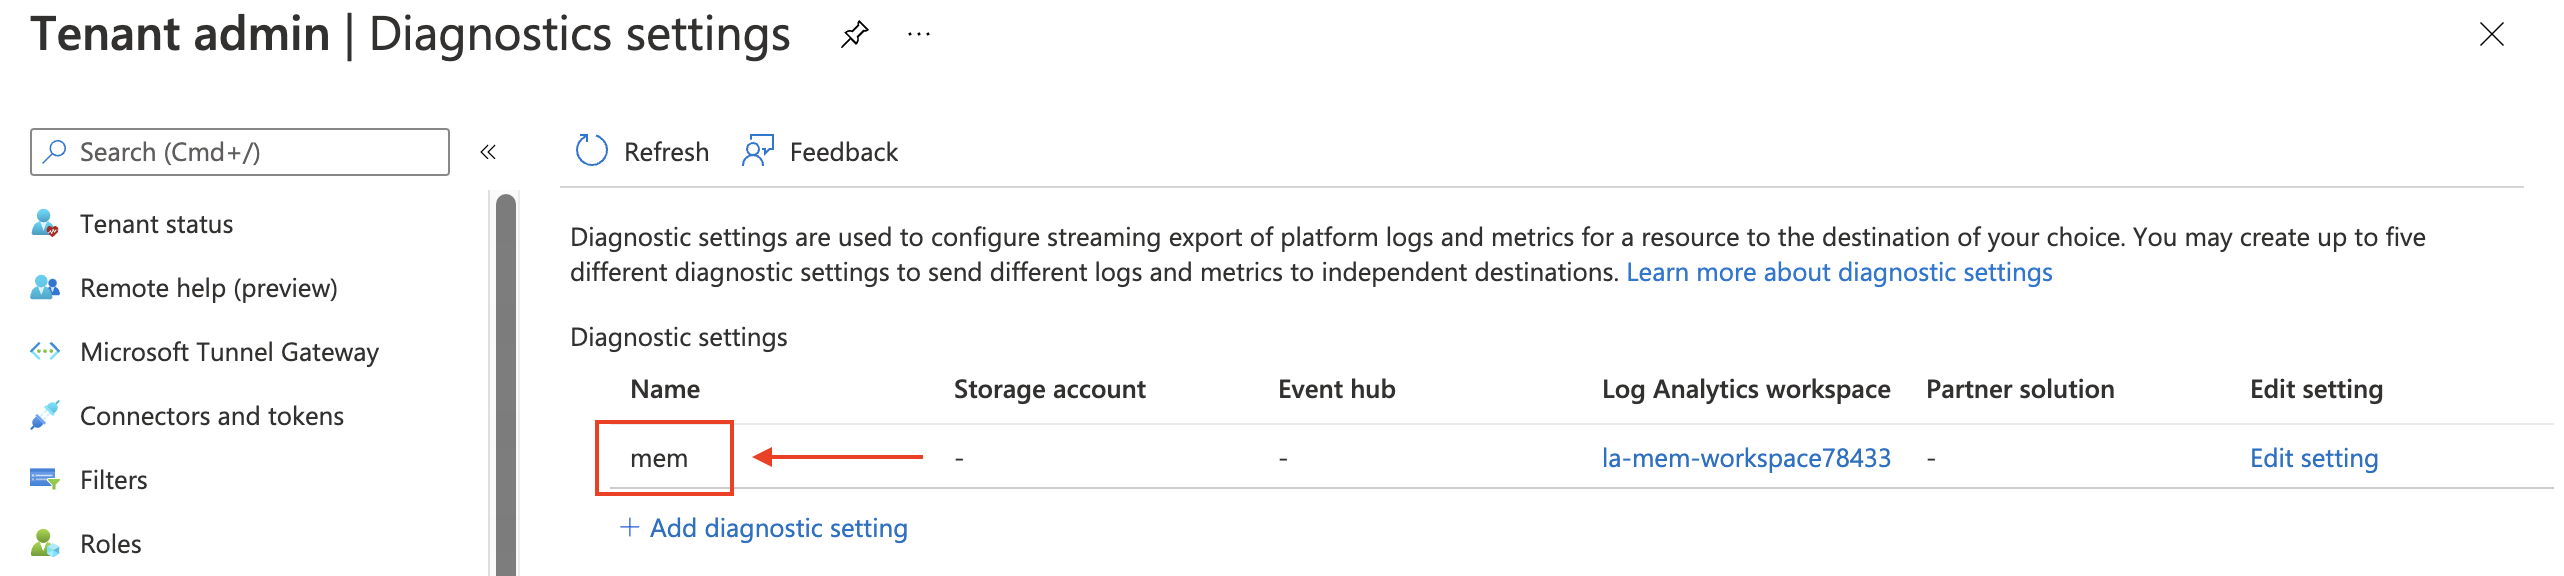 Tenant admin | Diagnostics settings
Search (Cmd+/)
Refresh
Feedback
Tenant status
Remote help (preview)
Microsoft Tunnel Gateway
Connectors and tokens
Filters
Roles
Diagnostic settings are used to configure streaming export of platform logs and metrics for a resource to the destination of your choice. You may create up to five
different diagnostic settings to send different logs and metrics to independent destinations. Learn more about diagnostic settings
Diagnostic settings
Name Storage account Event hub Log Analytics workspace Partner solution Edit setting
mem - - la-mem-workspace78433 - Edit setting
+ Add diagnostic setting